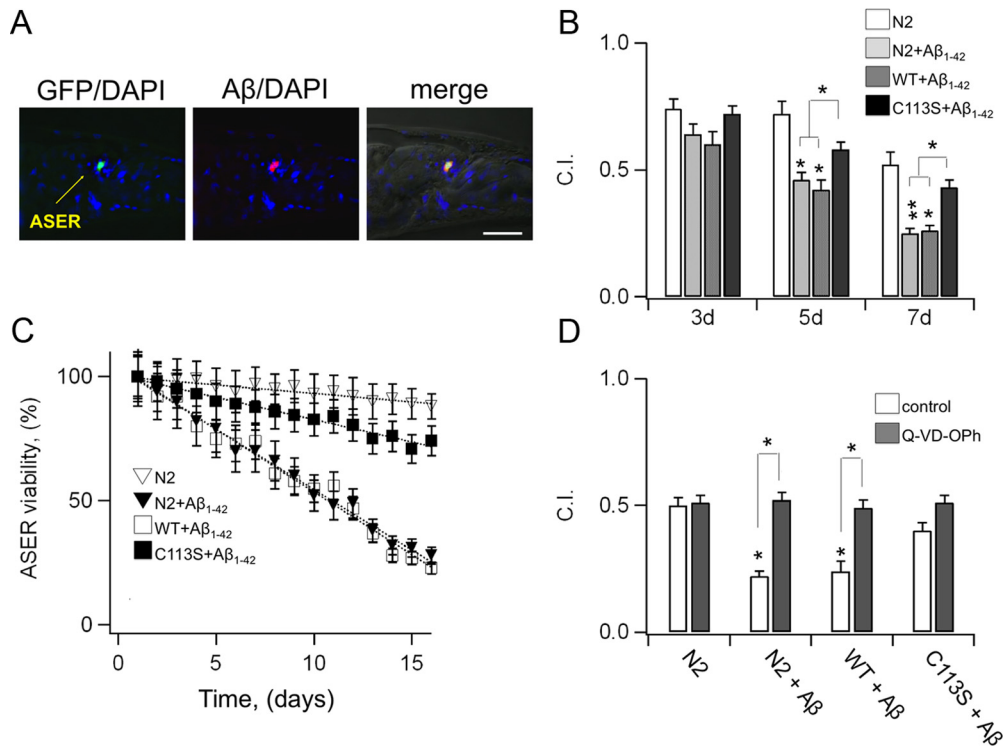 A
GFP/DAPI
Aβ/DAPI
merge
ASER
B
C.I.
1.0
0.5
0.0
3d
5d
7d
N2
N2+Aβ1-42
WT+Aβ1-42
C113S+Aβ1-42
*
*
*
*
*
**
*
C
ASER viability, (%)
100
50
0
0
5
10
15
Time, (days)
N2
N2+Aβ1-42
WT+Aβ1-42
C113S+Aβ1-42
D
C.I.
1.0
0.5
0.0
control
Q-VD-OPh
*
*
*
*
N2
N2 + Aβ
WT + Aβ
C113S + Aβ